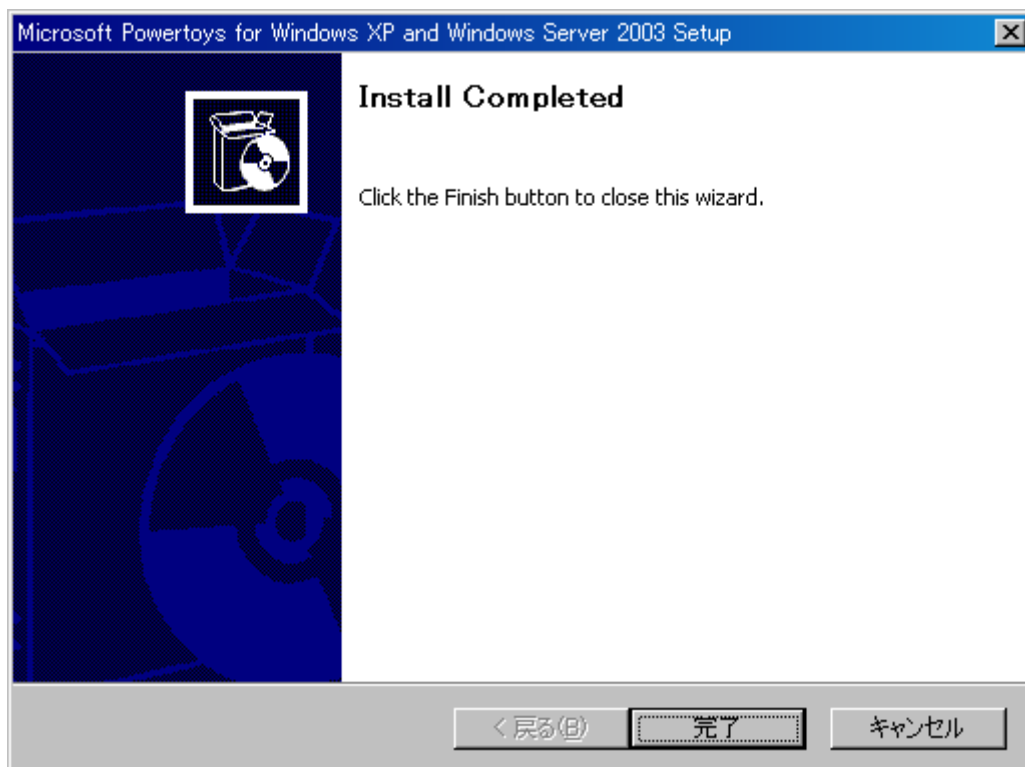 Microsoft Powertoys for Windows XP and Windows Server 2003 Setup
Install Completed
Click the Finish button to close this wizard.
< 戻る(B) 完了 キャンセル